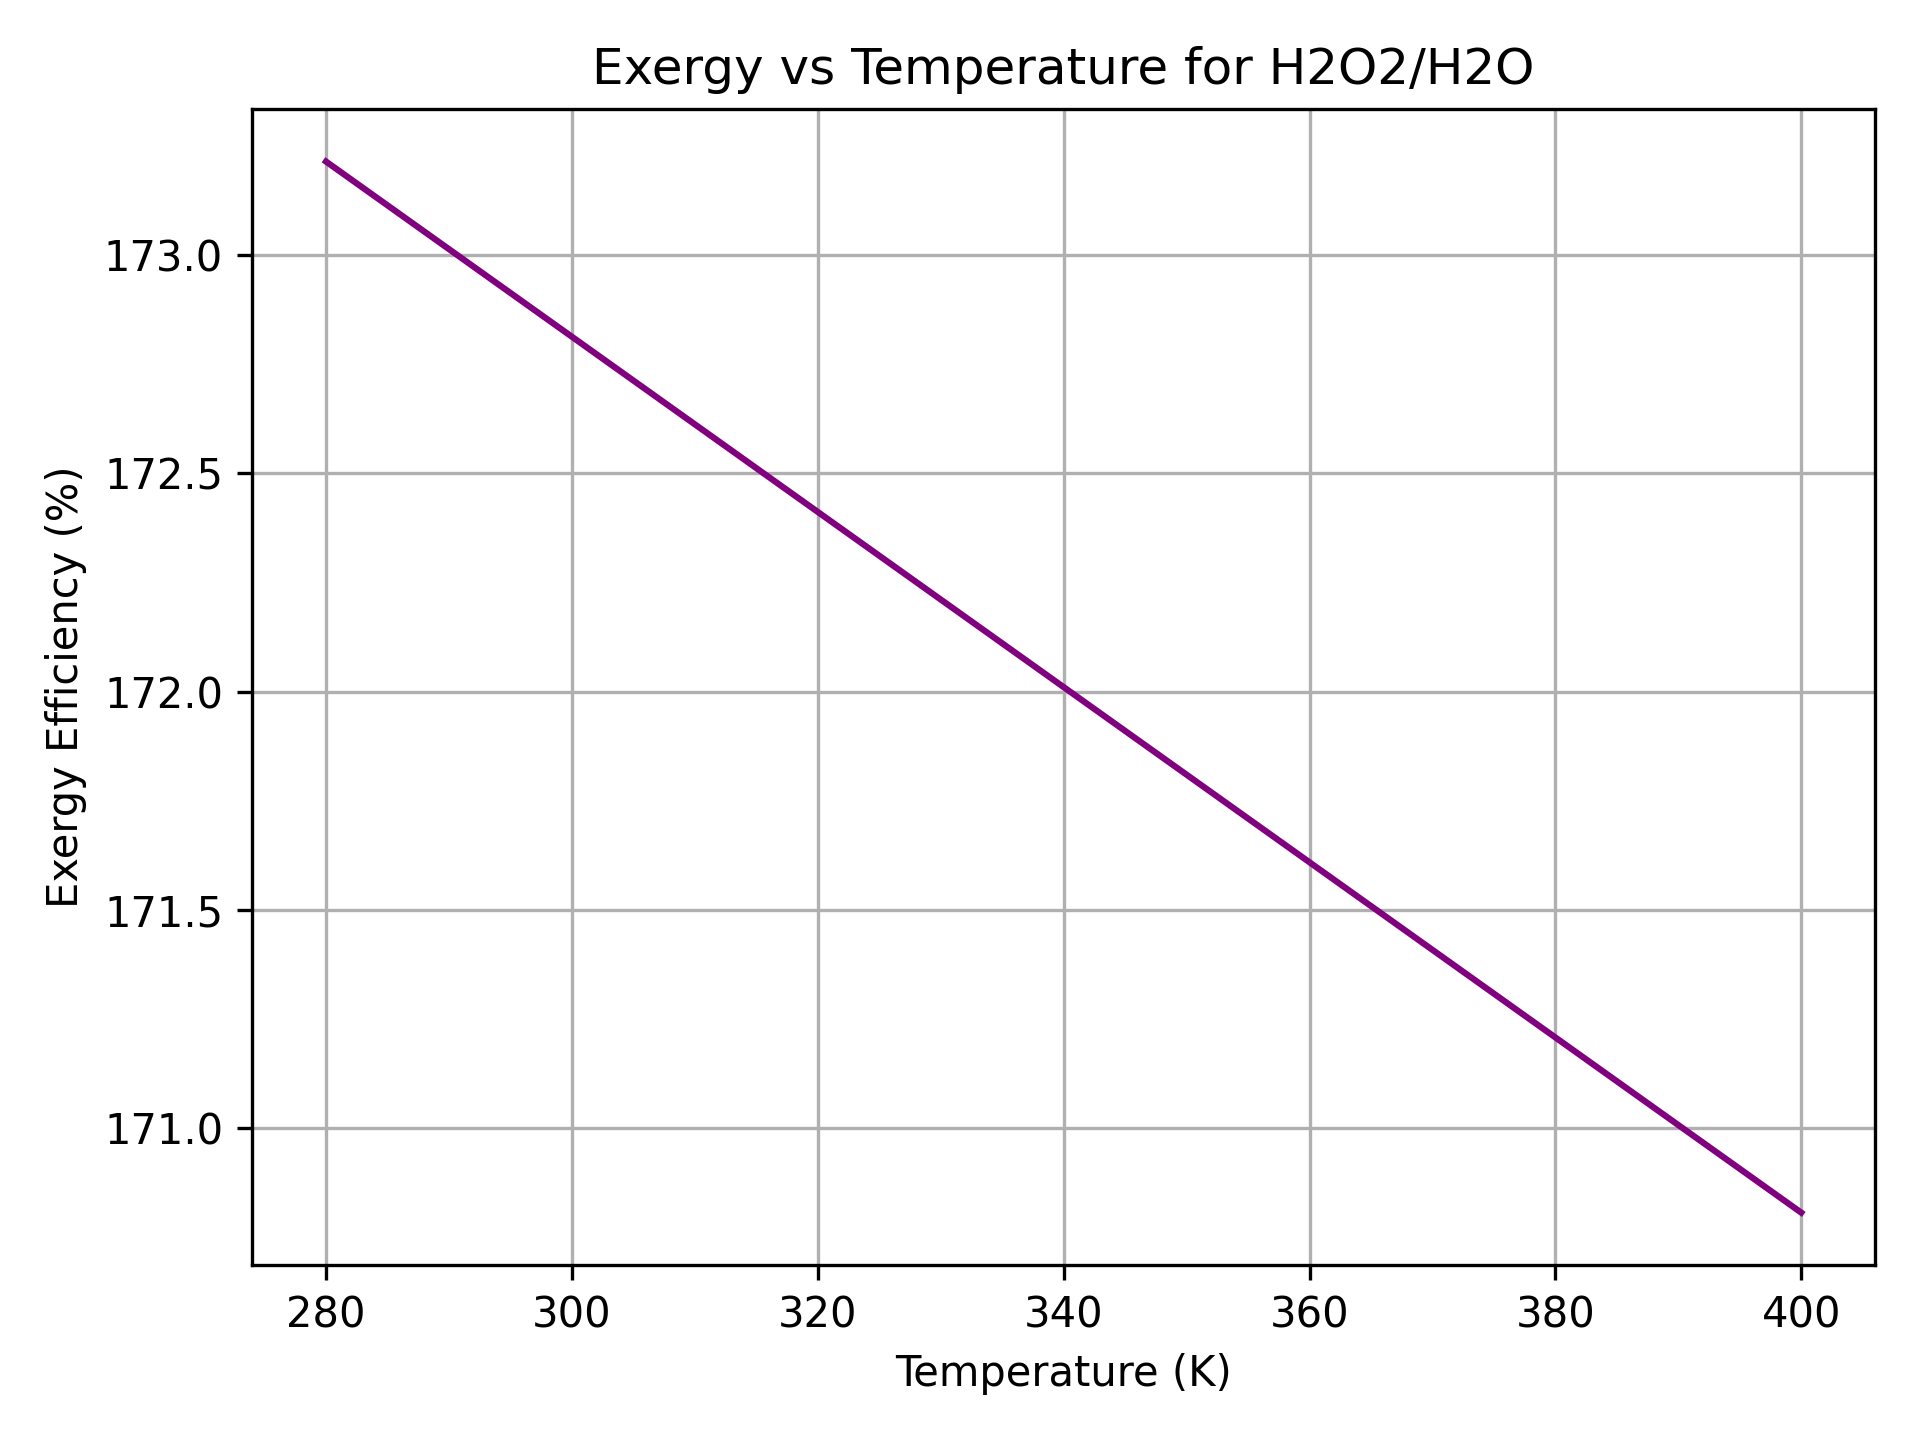 Exergy vs Temperature for H2O2/H2O
Exergy Efficiency (%)
173.0
172.5
172.0
171.5
171.0
280 300 320 340 360 380 400
Temperature (K)